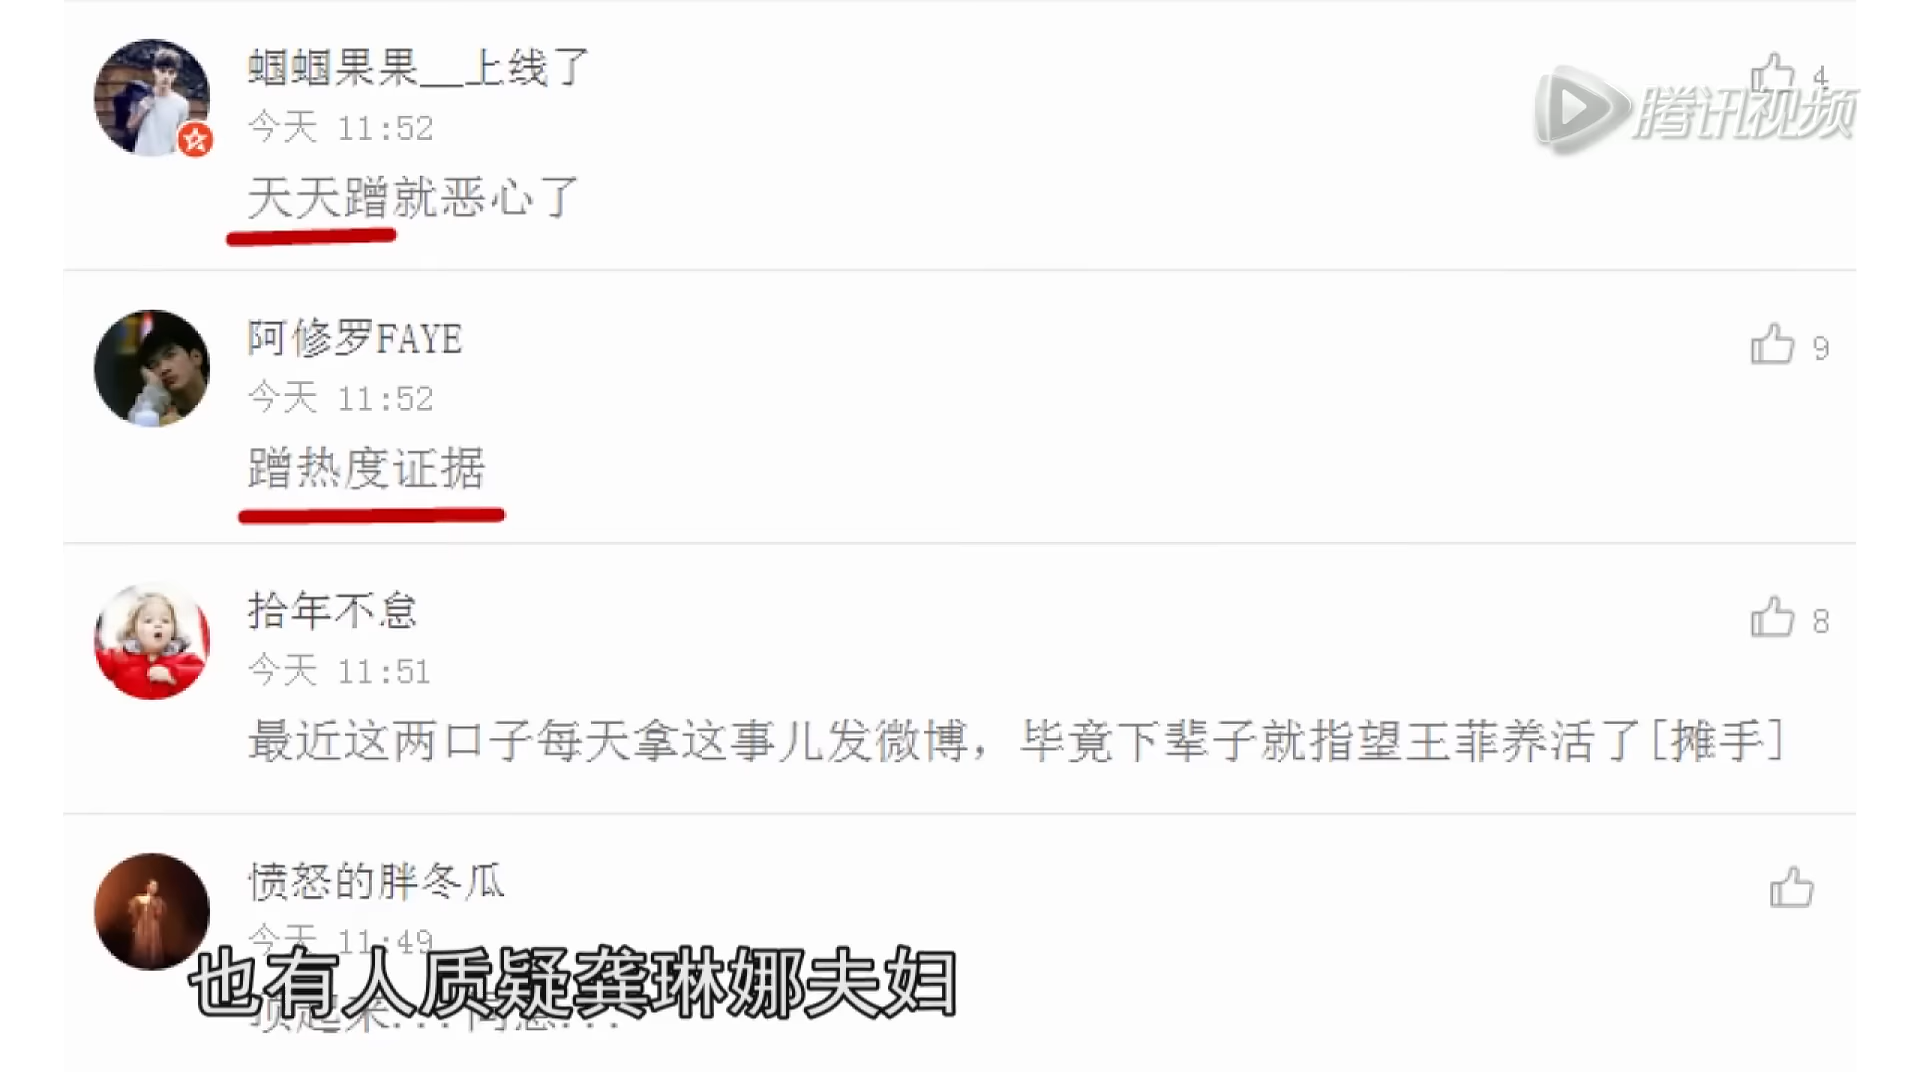 蝈蝈果果__上线了
4
腾讯视频
今天 11:52
天天蹭就恶心了
阿修罗FAYE
9
今天 11:52
蹭热度证据
拾年不怠
8
今天 11:51
最近这两口子每天拿这事儿发微博，毕竟下辈子就指望王菲养活了[摊手]
愤怒的胖冬瓜
今天 11:49
也有人质疑龚琳娜夫妇